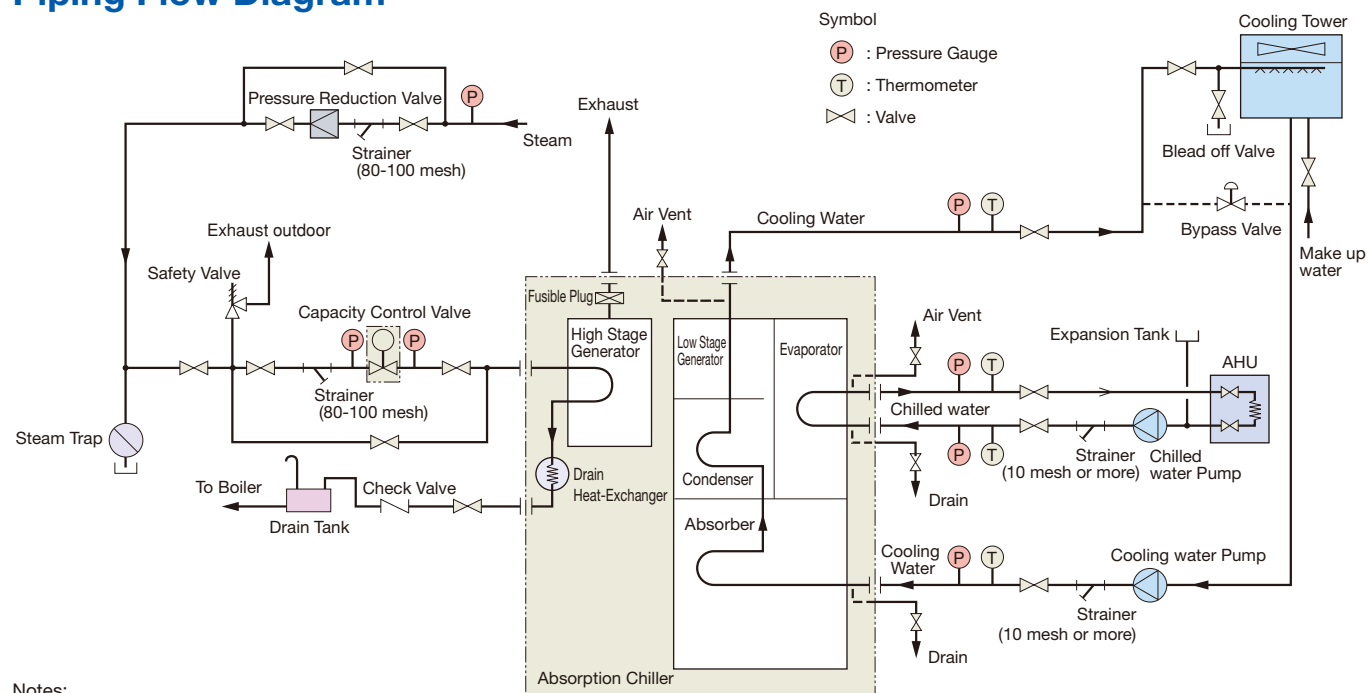 Piping Flow Diagram
Symbol
P : Pressure Gauge
T : Thermometer
: Valve
Cooling Tower
Pressure Reduction Valve
P
Steam
Strainer
(80-100 mesh)
Exhaust
Blead off Valve
Bypass Valve
Make up
water
Air Vent
Cooling Water
P
T
Exhaust outdoor
Safety Valve
Capacity Control Valve
P
P
Strainer
(80-100 mesh)
Steam Trap
Fusible Plug
High Stage
Generator
Low Stage
Generator
Evaporator
Air Vent
Expansion Tank
AHU
P
T
Chilled water
P
T
Strainer
(10 mesh or more)
Chilled
water Pump
Drain
To Boiler
Drain Tank
Check Valve
Drain
Heat-Exchanger
Condenser
Absorber
Cooling
Water
P
T
Cooling water Pump
Strainer
(10 mesh or more)
Drain
Absorption Chiller
Notes: